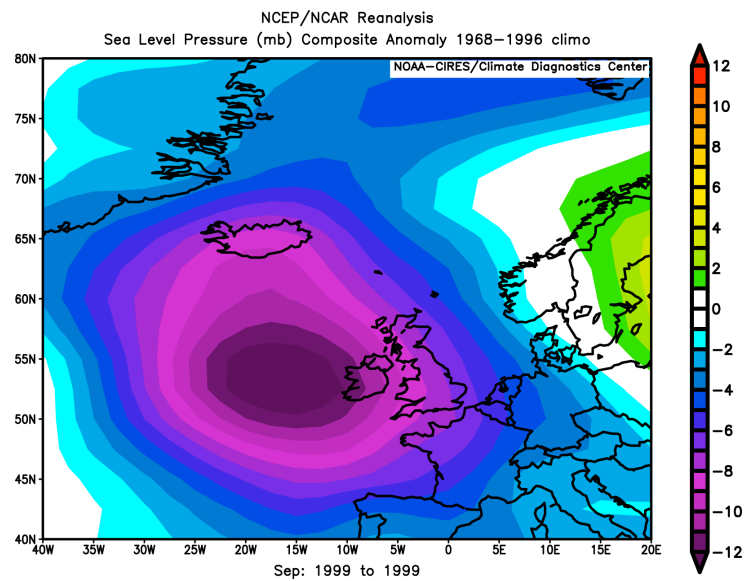 NCEP/NCAR Reanalysis
Sea Level Pressure (mb) Composite Anomaly 1968-1996 climo
NOAA-CIRES/Climate Diagnostics Center
80N
75N
70N
65N
60N
55N
50N
45N
40N
40W 35W 30W 25W 20W 15W 10W 5W 0 5E 10E 15E 20E
Sep: 1999 to 1999
12
10
8
6
4
2
0
-2
-4
-6
-8
-10
-12